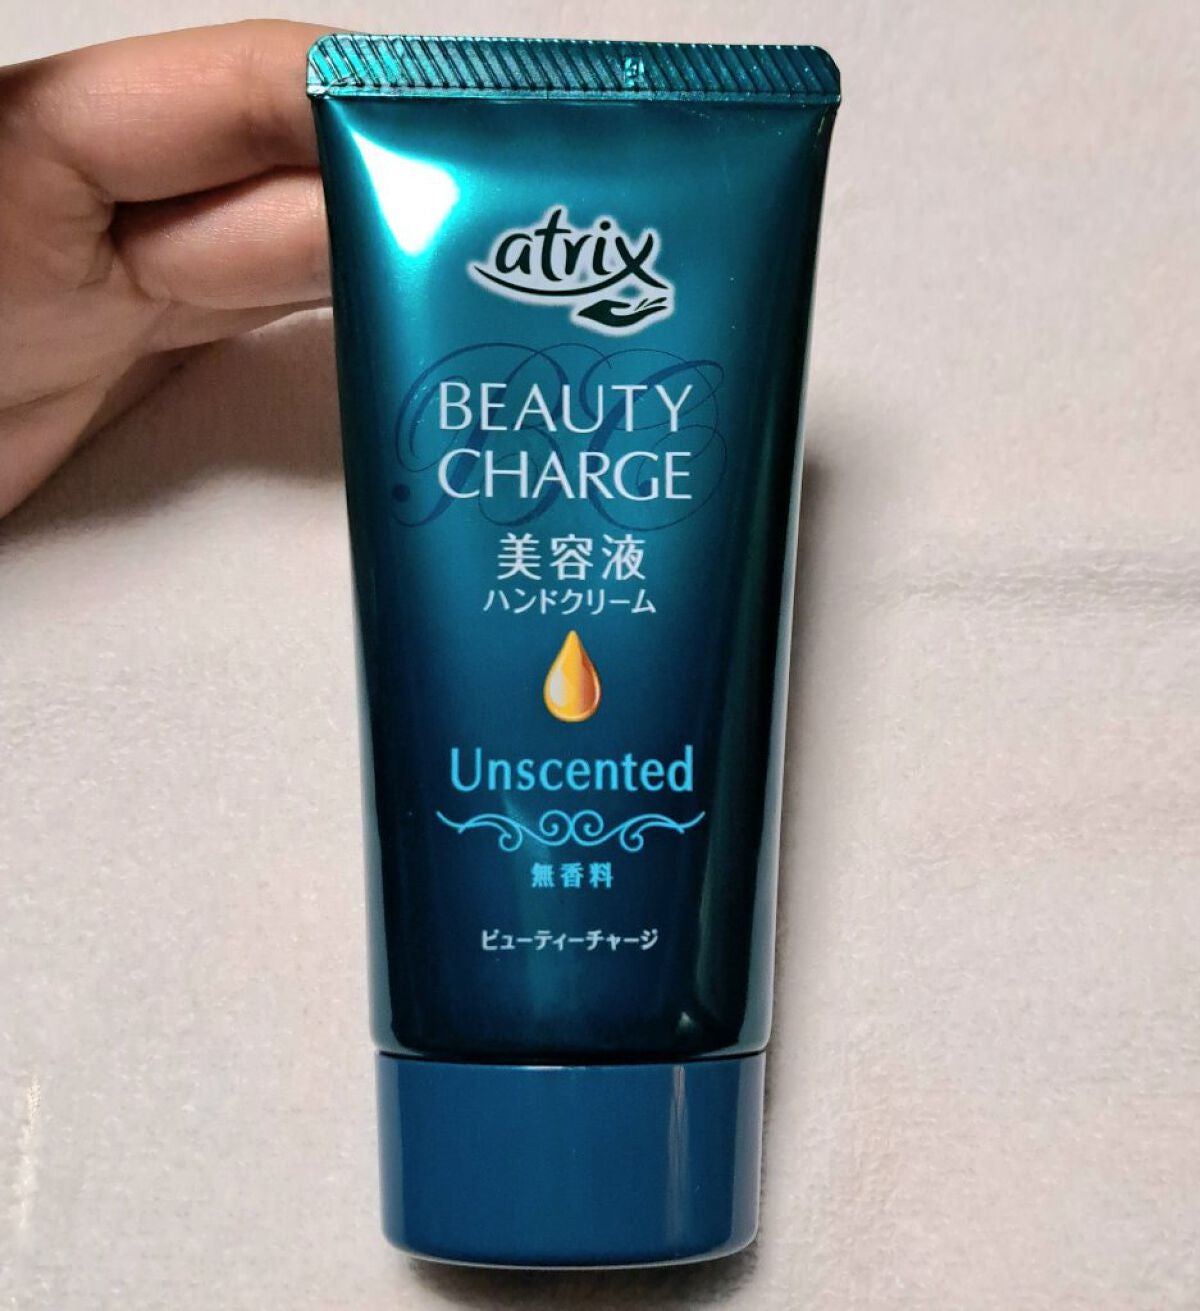 atrix
BEAUTY
CHARGE
美容液
ハンドクリーム
Unscented
無香料
ビューティーチャージ